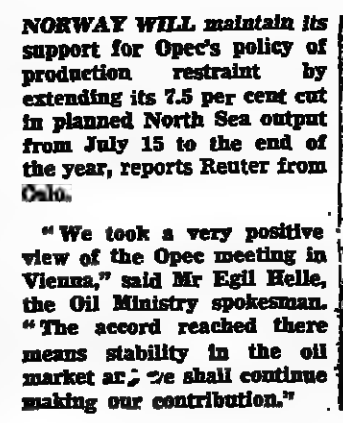 NORWAY WILL maintain its
support for Opec's policy of
production restraint by
extending its 7.5 per cent cut
in planned North Sea output
from July 15 to the end of
the year, reports Reuter from
Oslo.
"We took a very positive
view of the Opec meeting in
Vienna," said Mr Egil Helle,
the Oil Ministry spokesman.
"The accord reached there
means stability in the oil
market and we shall continue
making our contribution."